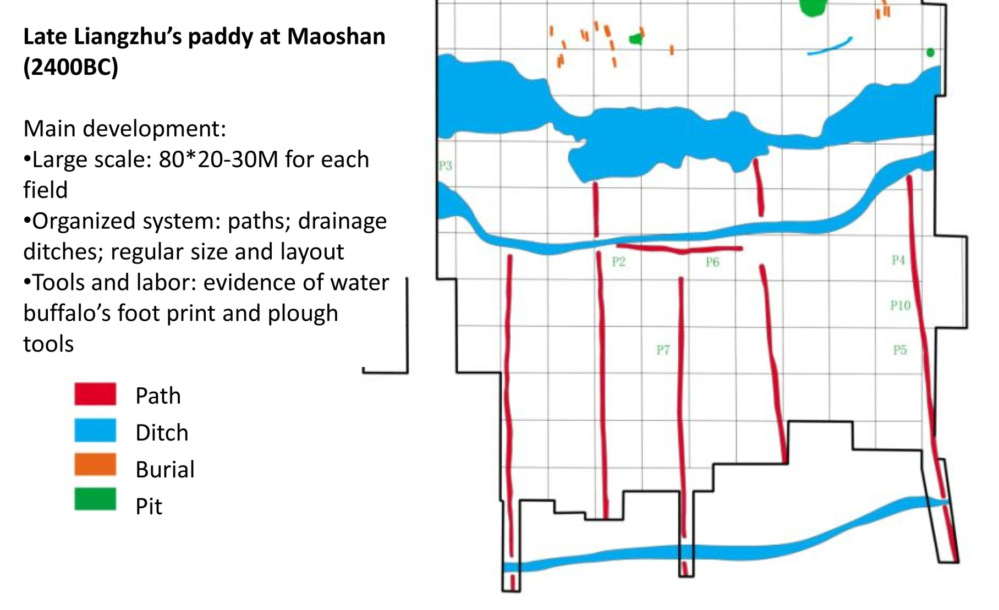 Late Liangzhu’s paddy at Maoshan
(2400BC)
Main development:
•Large scale: 80*20-30M for each
field
•Organized system: paths; drainage
ditches; regular size and layout
•Tools and labor: evidence of water
buffalo’s foot print and plough
tools
Path
Ditch
Burial
Pit
P3
P2
P6
P4
P10
P7
P5